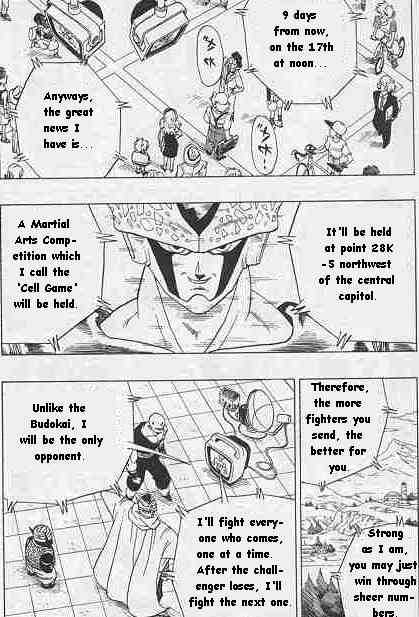 Anyways,
the great
news I
have is...
9 days
from now,
on the 17th
at noon...
A Martial
Arts Comp-
etition which
I call the
'Cell Game'
will be held.
It'll be held
at point 28K
-5 northwest
of the central
capitol.
Unlike the
Budokai, I
will be the only
opponent.
I'll fight every-
one who comes,
one at a time.
After the chall-
enger loses, I'll
fight the next one.
Therefore,
the more
fighters you
send, the
better for
you.
Strong
as I am,
you may just
win through
sheer num-
bers.